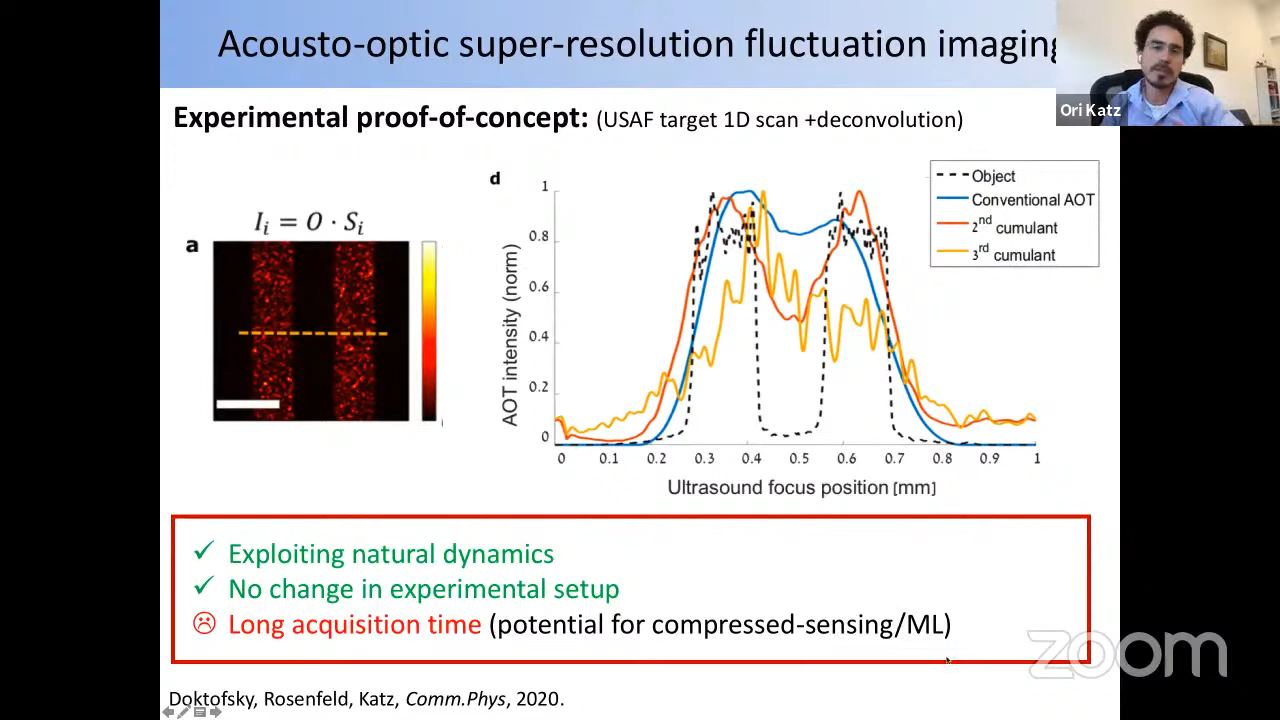 Acousto-optic super-resolution fluctuation imaging
Ori Katz
Experimental proof-of-concept: (USAF target 1D scan +deconvolution)
a
I_i = O · S_i
d
AOT intensity (norm)
1
0.8
0.6
0.4
0.2
0
0 0.1 0.2 0.3 0.4 0.5 0.6 0.7 0.8 0.9 1
Ultrasound focus position [mm]
Object
Conventional AOT
2nd cumulant
3rd cumulant
✓ Exploiting natural dynamics
✓ No change in experimental setup
☹ Long acquisition time (potential for compressed-sensing/ML)
zoom
Doktofsky, Rosenfeld, Katz, Comm.Phys, 2020.